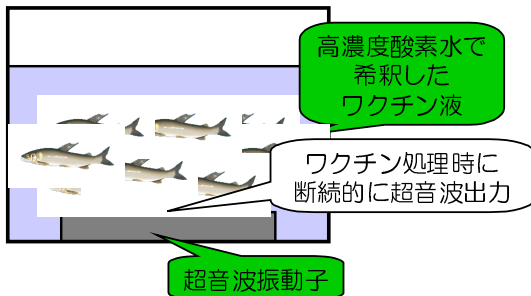 高濃度酸素水で
希釈した
ワクチン液
ワクチン処理時に
断続的に超音波出力
超音波振動子